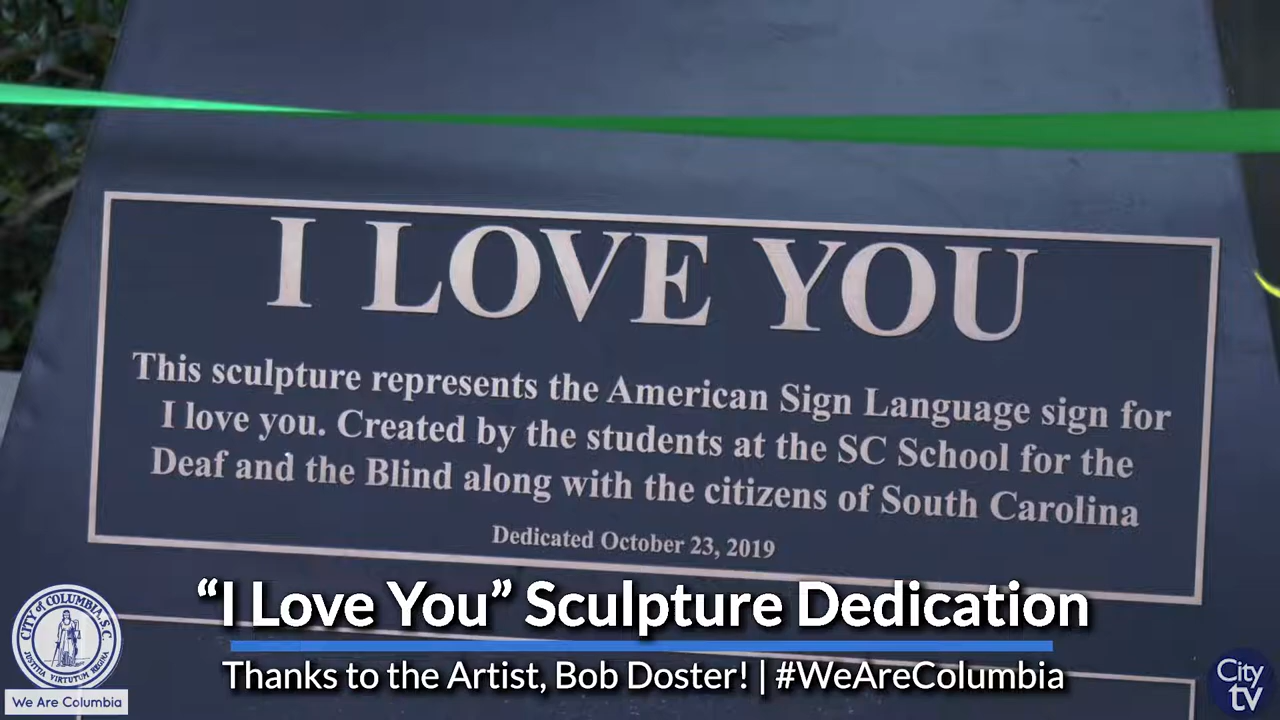 I LOVE YOU
This sculpture represents the American Sign Language sign for
I love you. Created by the students at the SC School for the
Deaf and the Blind along with the citizens of South Carolina
Dedicated October 23, 2019
“I Love You” Sculpture Dedication
Thanks to the Artist, Bob Doster! | #WeAreColumbia
CITY of COLUMBIA, S.C.
JUSTITIA VIRTUTUM REGINA
We Are Columbia
City
tv